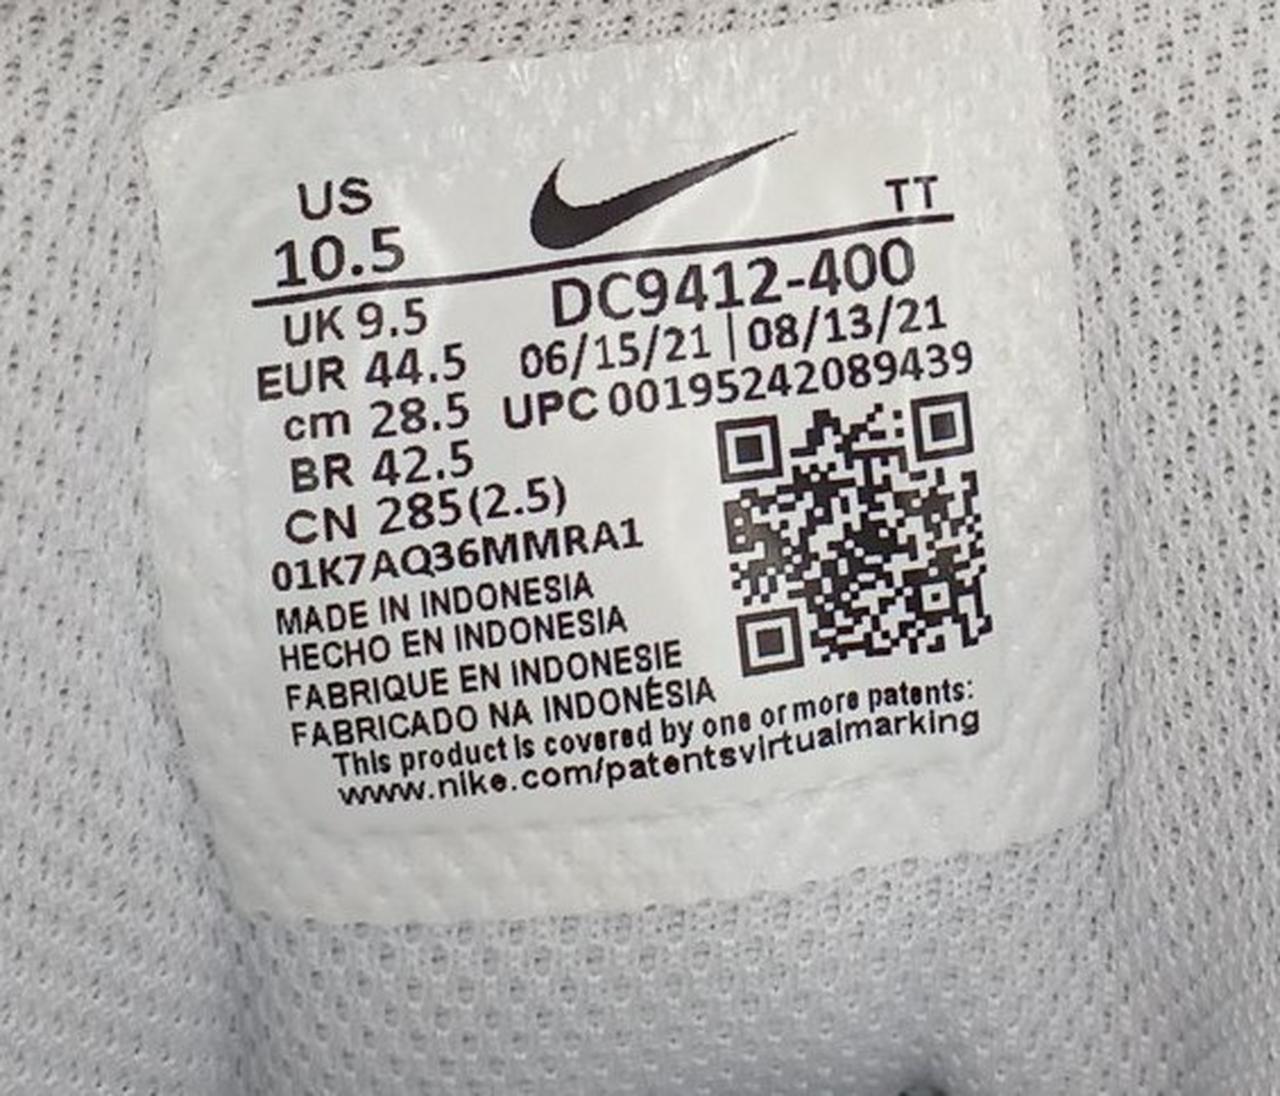 US
TT
10.5
UK 9.5
DC9412-400
EUR 44.5
06/15/21 | 08/13/21
cm 28.5
UPC 00195242089439
BR 42.5
CN 285(2.5)
01K7AQ36MMRA1
MADE IN INDONESIA
HECHO EN INDONESIA
FABRIQUE EN INDONESIE
FABRICADO NA INDONÉSIA
This product is covered by one or more patents:
www.nike.com/patentsvirtualmarking